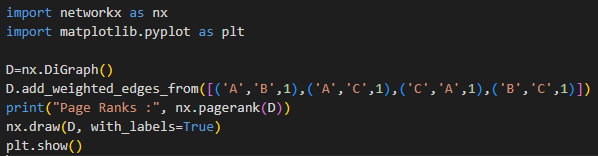 import networkx as nx
import matplotlib.pyplot as plt
D=nx.DiGraph()
D.add_weighted_edges_from([('A','B',1),('A','C',1),('C','A',1),('B','C',1)])
print("Page Ranks :", nx.pagerank(D))
nx.draw(D, with_labels=True)
plt.show()